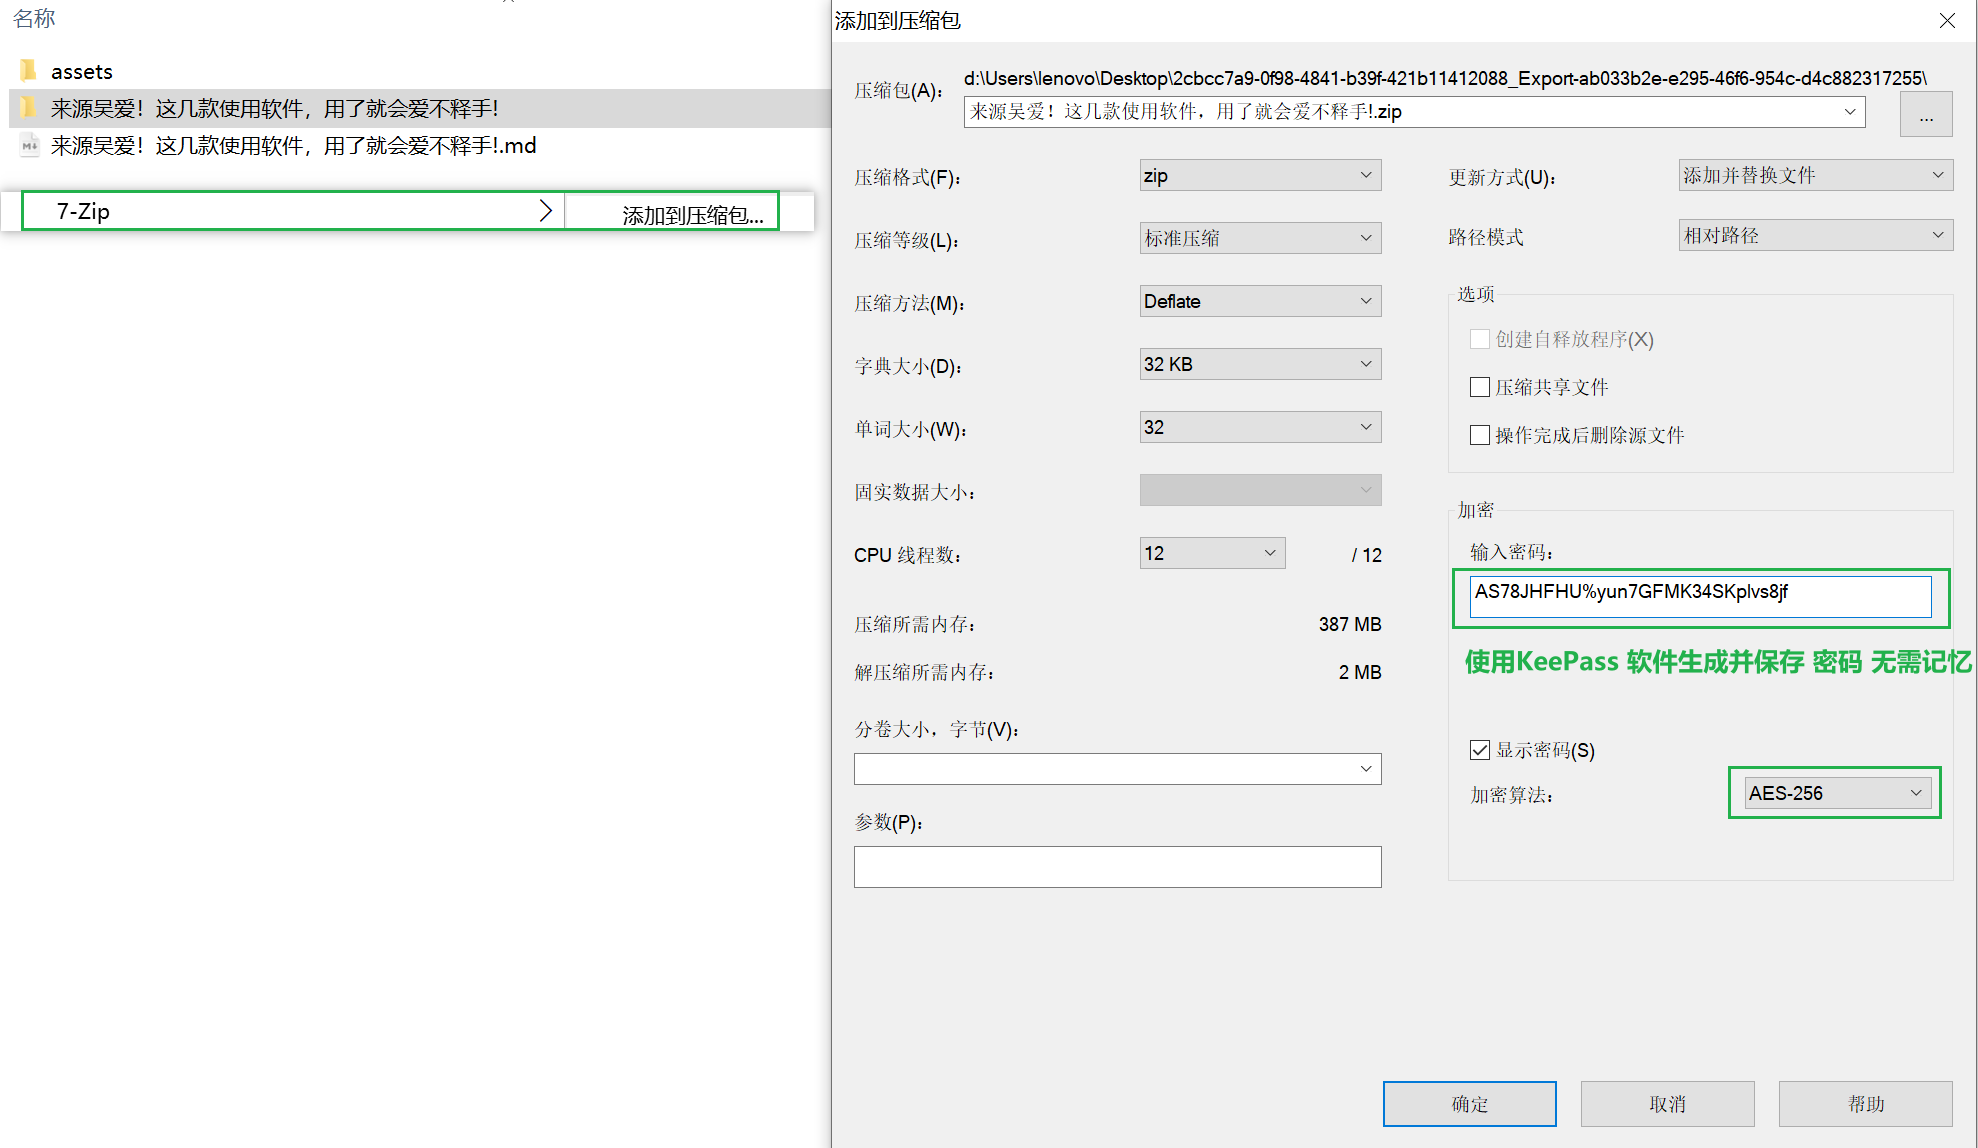 名称
assets
来源吴爱！这几款使用软件，用了就会爱不释手!
来源吴爱！这几款使用软件，用了就会爱不释手!.md
7-Zip
添加到压缩包...
添加到压缩包
压缩包(A)：
d:\Users\lenovo\Desktop\2cbcc7a9-0f98-4841-b39f-421b11412088_Export-ab033b2e-e295-46f6-954c-d4c882317255\
来源吴爱！这几款使用软件，用了就会爱不释手!.zip
...
压缩格式(F)：
zip
压缩等级(L)：
标准压缩
压缩方法(M)：
Deflate
字典大小(D)：
32 KB
单词大小(W)：
32
固实数据大小：
CPU 线程数：
12
/ 12
压缩所需内存：
387 MB
解压缩所需内存：
2 MB
分卷大小，字节(V)：
参数(P)：
更新方式(U)：
添加并替换文件
路径模式
相对路径
选项
创建自释放程序(X)
压缩共享文件
操作完成后删除源文件
加密
输入密码：
AS78JHFHU%yun7GFMK34SKplvs8jf
使用KeePass 软件生成并保存 密码 无需记忆
显示密码(S)
加密算法：
AES-256
确定
取消
帮助